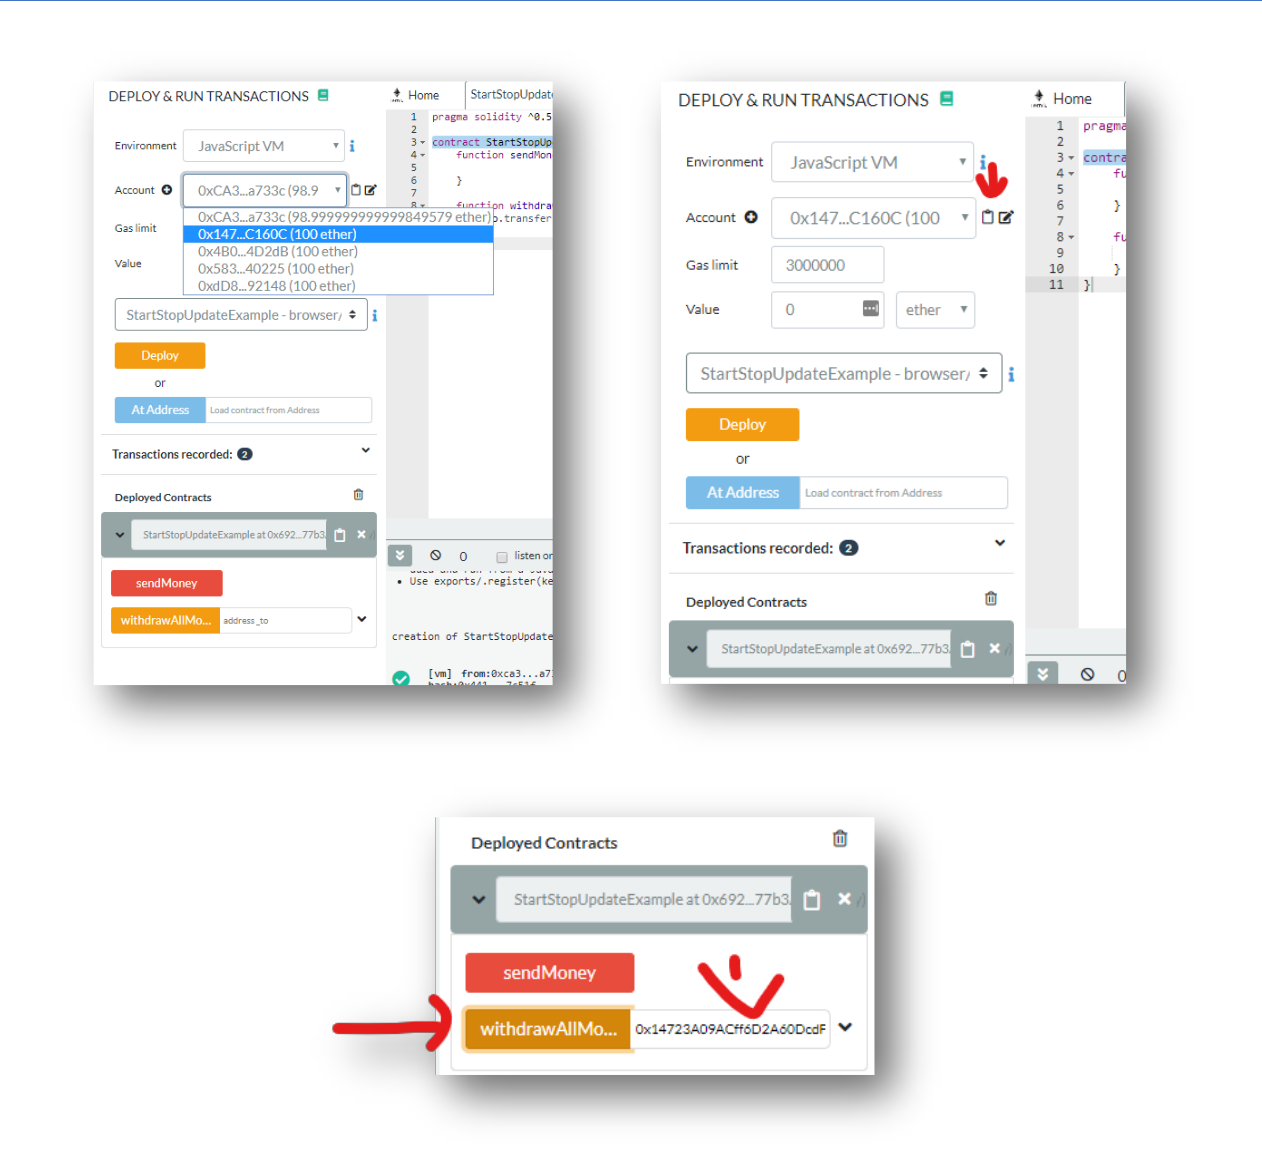 DEPLOY & RUN TRANSACTIONS
Environment
JavaScript VM
Account
0xCA3...a733c (98.9
0xCA3...a733c (98.999999999999849579 ether)
0x147...C160C (100 ether)
0x4B0...4D2dB (100 ether)
0x583...40225 (100 ether)
0xdD8...92148 (100 ether)
Gas limit
Value
StartStopUpdateExample - browser/
Deploy
or
At Address
Load contract from Address
Transactions recorded: 2
Deployed Contracts
StartStopUpdateExample at 0x692...77b3
sendMoney
withdrawAllMo...
address _to
Home
StartStopUpdat
1 pragma solidity ^0.5
2
3 contract StartStopUp
4 function sendMon
5
6 }
7
8 function withdra
o.transfer
0
listen on
Use exports/.register(ke
creation of StartStopUpdate
[vm] from:0xca3...a7
DEPLOY & RUN TRANSACTIONS
Environment
JavaScript VM
Account
0x147...C160C (100
Gas limit
3000000
Value
0
ether
StartStopUpdateExample - browser/
Deploy
or
At Address
Load contract from Address
Transactions recorded: 2
Deployed Contracts
StartStopUpdateExample at 0x692...77b3
Home
1 pragma
2
3 contra
4 fu
5
6 }
7
8 fu
9
10 }
11 }
0
Deployed Contracts
StartStopUpdateExample at 0x692...77b3
sendMoney
withdrawAllMo...
0x14723A09ACff6D2A60DcdF